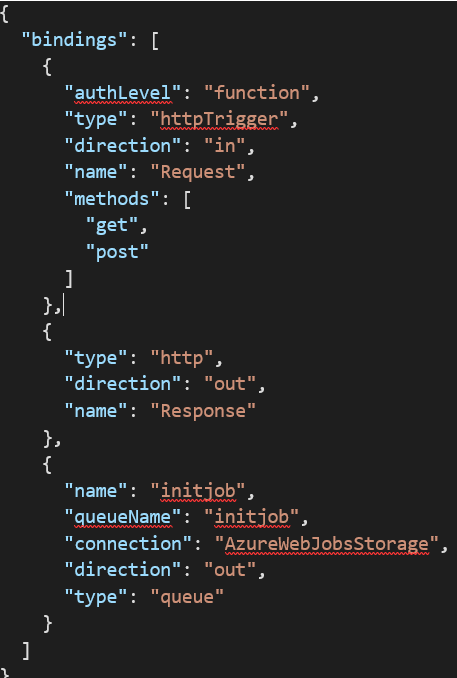 {
  "bindings": [
    {
      "authLevel": "function",
      "type": "httpTrigger",
      "direction": "in",
      "name": "Request",
      "methods": [
        "get",
        "post"
      ]
    },
    {
      "type": "http",
      "direction": "out",
      "name": "Response"
    },
    {
      "name": "initjob",
      "queueName": "initjob",
      "connection": "AzureWebJobsStorage",
      "direction": "out",
      "type": "queue"
    }
  ]
}